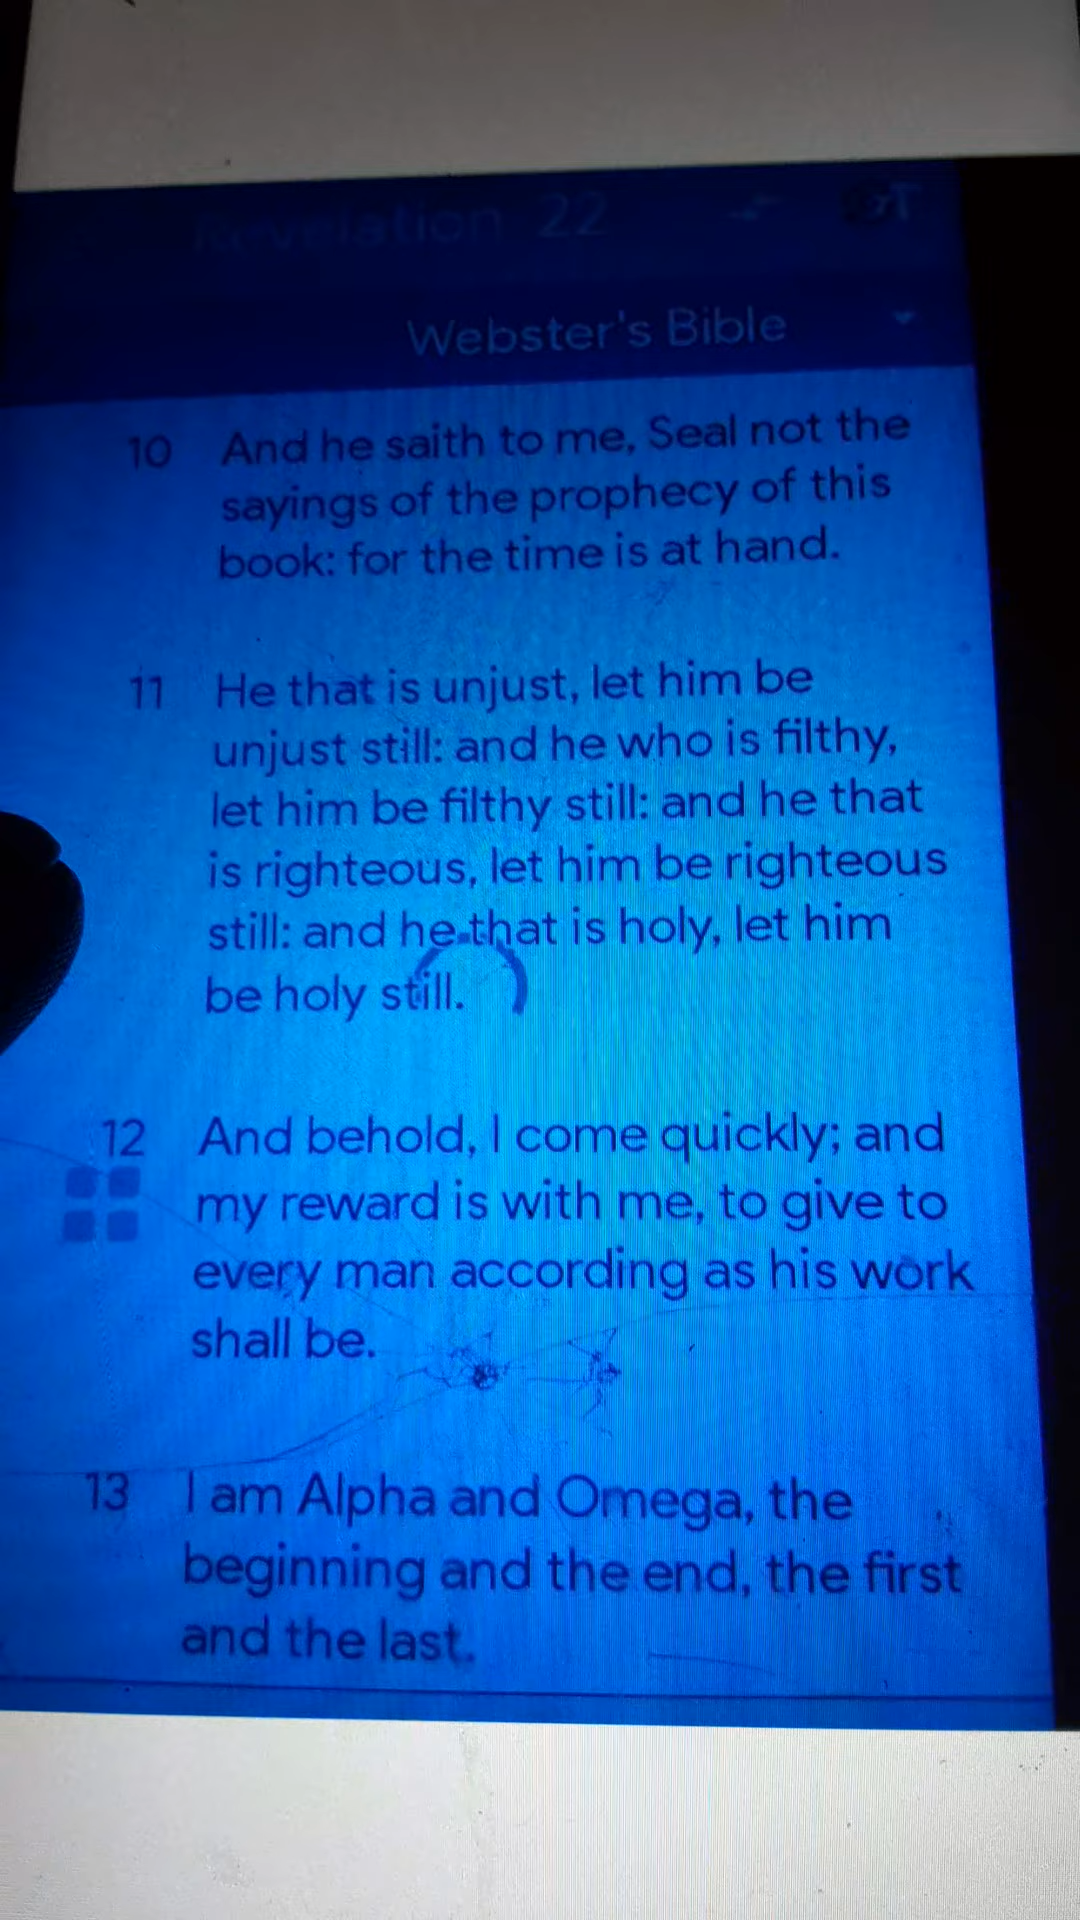 Revelation 22
Webster's Bible
10 And he saith to me, Seal not the
sayings of the prophecy of this
book: for the time is at hand.
11 He that is unjust, let him be
unjust still: and he who is filthy,
let him be filthy still: and he that
is righteous, let him be righteous
still: and he that is holy, let him
be holy still.
12 And behold, I come quickly; and
my reward is with me, to give to
every man according as his work
shall be.
13 I am Alpha and Omega, the
beginning and the end, the first
and the last.